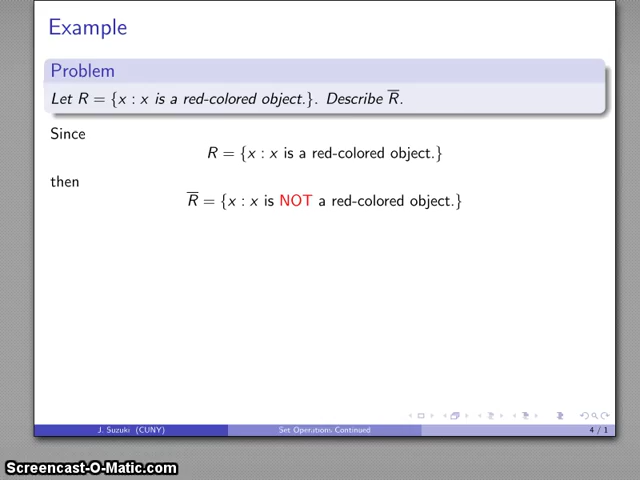 Example
Problem
Let R = {x : x is a red-colored object.}. Describe R̅.
Since
R = {x : x is a red-colored object.}
then
R̅ = {x : x is NOT a red-colored object.}
J. Suzuki (CUNY) Set Operations Continued 4 / 1
Screencast-O-Matic.com